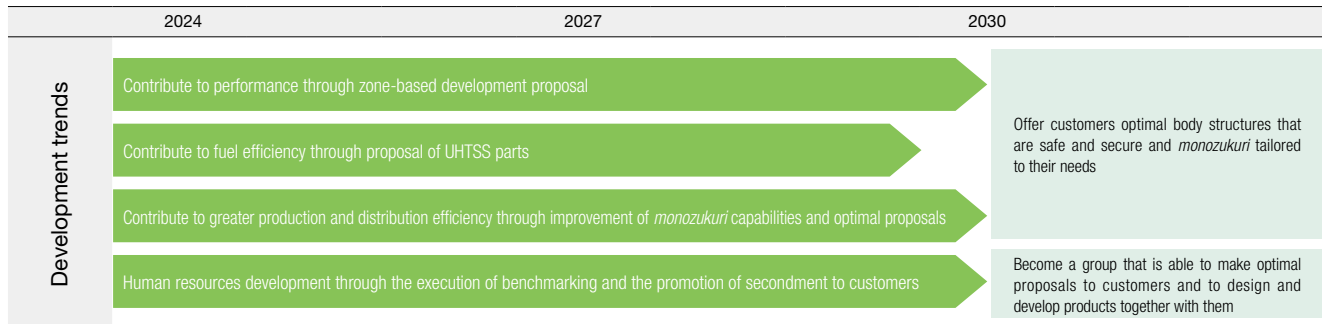 2024 2027 2030
Development trends
Contribute to performance through zone-based development proposal
Contribute to fuel efficiency through proposal of UHTSS parts
Contribute to greater production and distribution efficiency through improvement of monozukuri capabilities and optimal proposals
Human resources development through the execution of benchmarking and the promotion of secondment to customers
Offer customers optimal body structures that
are safe and secure and monozukuri tailored
to their needs
Become a group that is able to make optimal
proposals to customers and to design and
develop products together with them